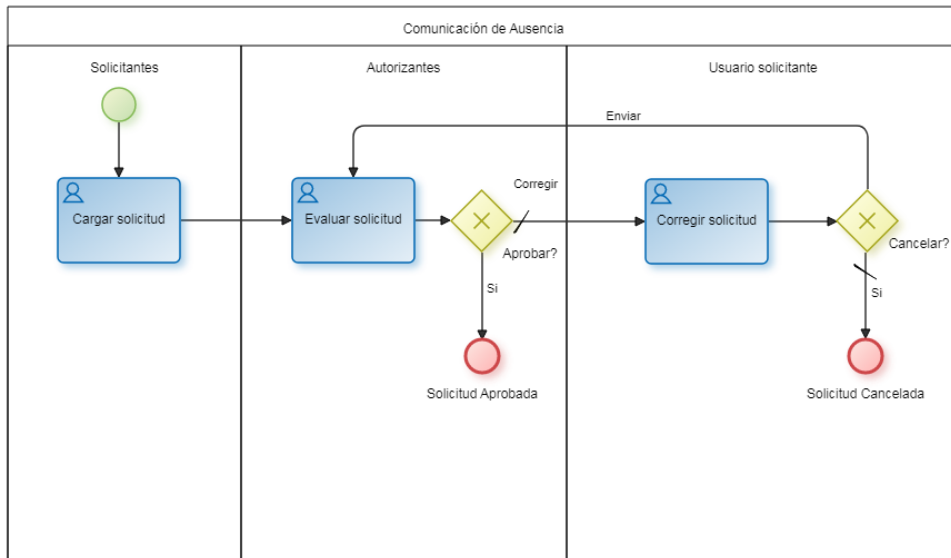 Comunicación de Ausencia
Solicitantes
Autorizantes
Usuario solicitante
Enviar
Cargar solicitud
Evaluar solicitud
Corregir
Aprobar?
Corregir solicitud
Cancelar?
Si
Si
Solicitud Aprobada
Solicitud Cancelada